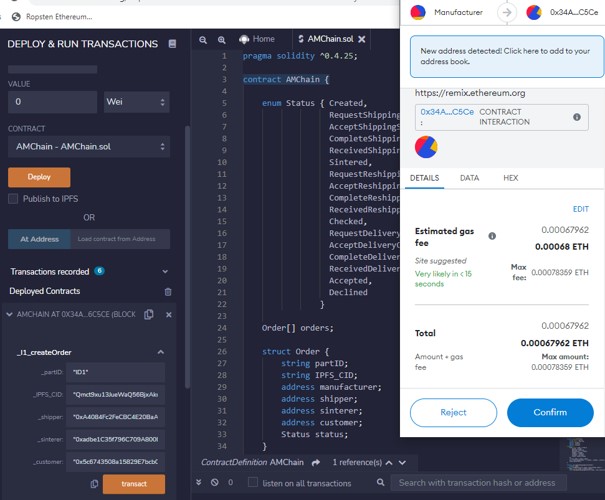 Ropsten Ethereum...
DEPLOY & RUN TRANSACTIONS
VALUE
0
Wei
CONTRACT
AMChain - AMChain.sol
Deploy
Publish to IPFS
OR
At Address
Load contract from Address
Transactions recorded 6
Deployed Contracts
AMCHAIN AT 0X34A...6C5CE (BLOCK
_I1_createOrder
_partID: "ID1"
_IPFS_CID:
_shipper:
_sinterer:
_customer:
transact
Home
AMChain.sol
1 pragma solidity ^0.4.25;
2
3 contract AMChain {
4
5 enum Status { Created,
6 RequestShipping
7 AcceptShippingS
8 CompleteShippin
9 ReceivedShippin
10 Sintered,
11 RequestReshippi
12 AcceptReshippin
13 CompleteReshipp
14 ReceivedReshipp
15 Checked,
16 RequestDelivery
17 AcceptDeliveryC
18 CompleteDeliver
19 ReceivedDeliver
20 Accepted,
21 Declined
22 }
23
24 Order[] orders;
25
26 struct Order {
27 string partID;
28 string IPFS_CID;
29 address manufacturer;
30 address shipper;
31 address sinterer;
32 address customer;
33 Status status;
34 }
ContractDefinition AMChain 1 reference(s)
0
listen on all transactions
Search with transaction hash or address
Manufacturer
0x34A...C5Ce
New address detected! Click here to add to your
address book.
https://remix.ethereum.org
0x34A...C5Ce
:
CONTRACT
INTERACTION
DETAILS
DATA
HEX
EDIT
Estimated gas
fee
0.00067962
0.00068 ETH
Site suggested
Very likely in < 15
seconds
Max
fee:
0.00078359 ETH
Total
0.00067962
0.00067962 ETH
Amount + gas
fee
Max amount:
0.00078359 ETH
Reject
Confirm